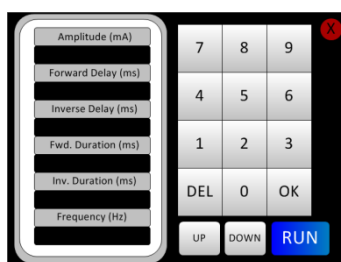 Amplitude (mA)
Forward Delay (ms)
Inverse Delay (ms)
Fwd. Duration (ms)
Inv. Duration (ms)
Frequency (Hz)
7 8 9
4 5 6
1 2 3
DEL 0 OK
UP DOWN RUN
X